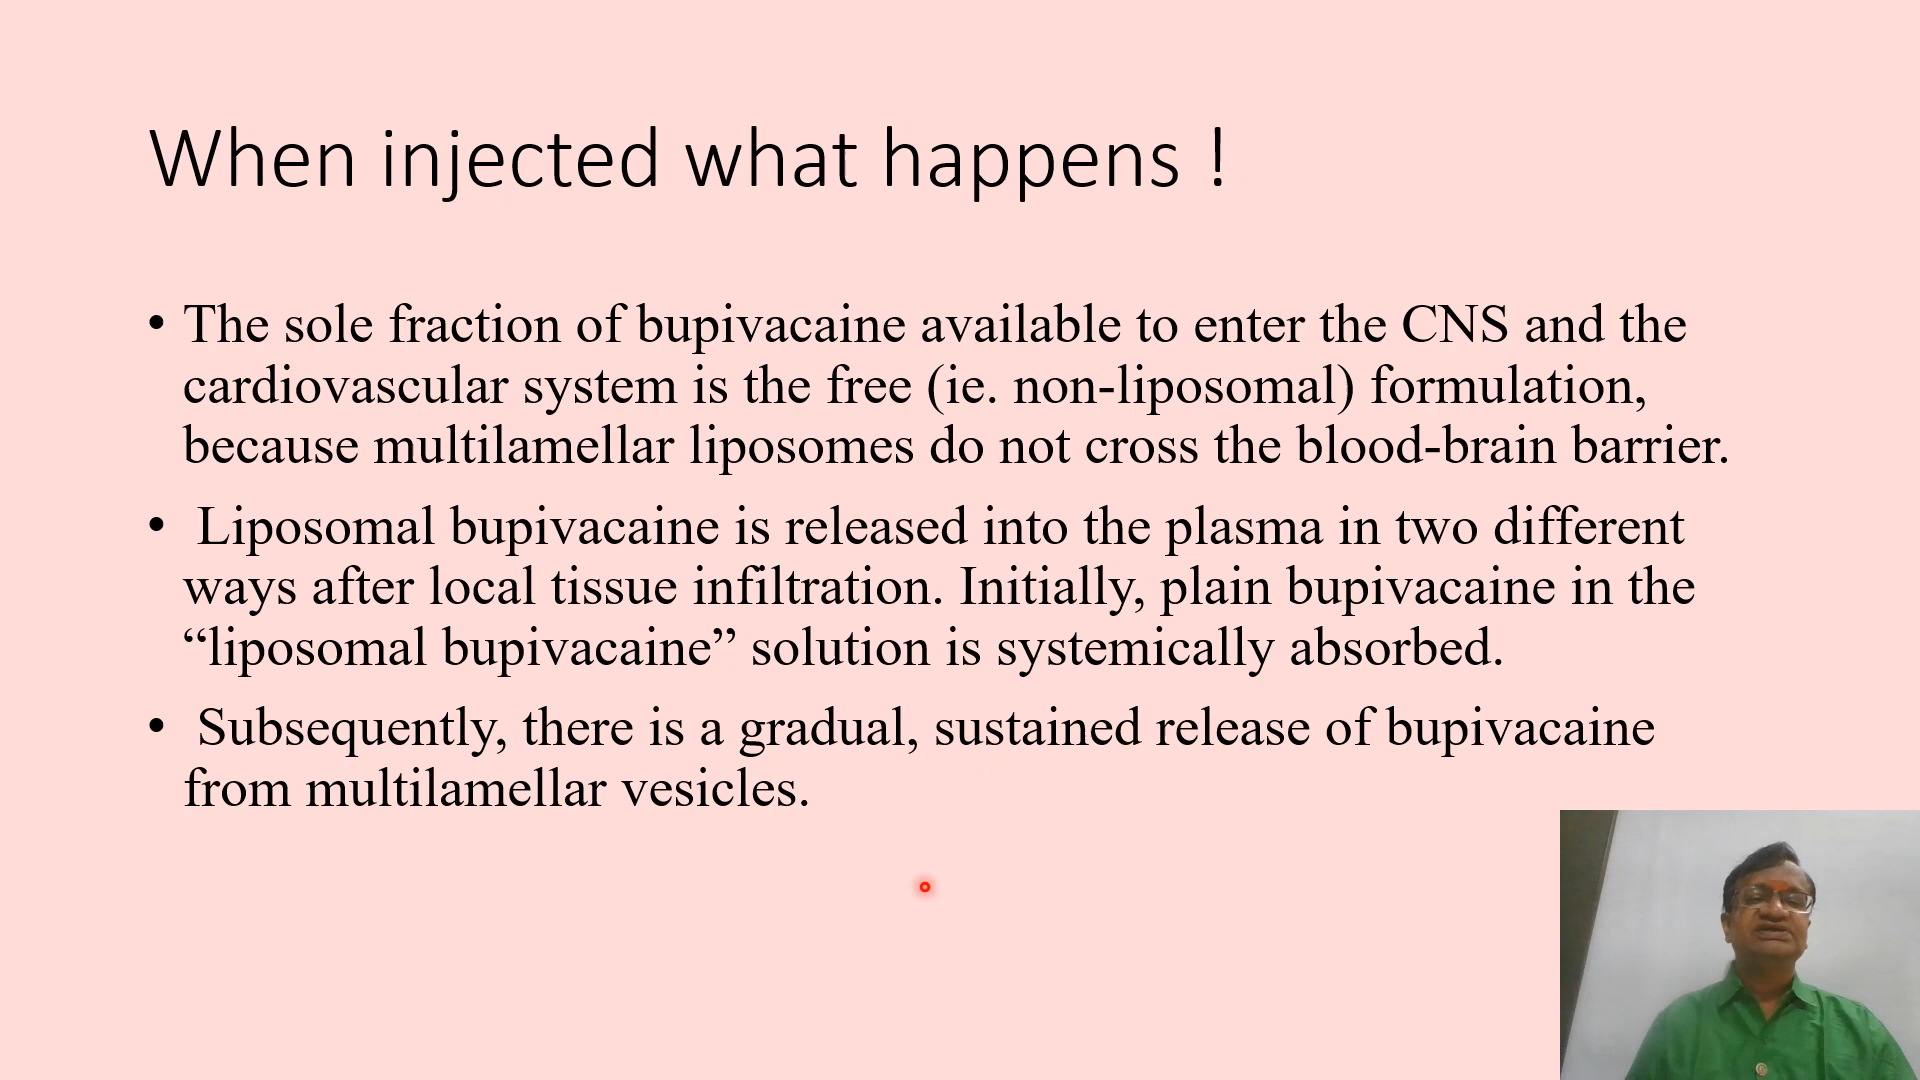 When injected what happens !
• The sole fraction of bupivacaine available to enter the CNS and the
cardiovascular system is the free (ie. non-liposomal) formulation,
because multilamellar liposomes do not cross the blood-brain barrier.
• Liposomal bupivacaine is released into the plasma in two different
ways after local tissue infiltration. Initially, plain bupivacaine in the
“liposomal bupivacaine” solution is systemically absorbed.
• Subsequently, there is a gradual, sustained release of bupivacaine
from multilamellar vesicles.